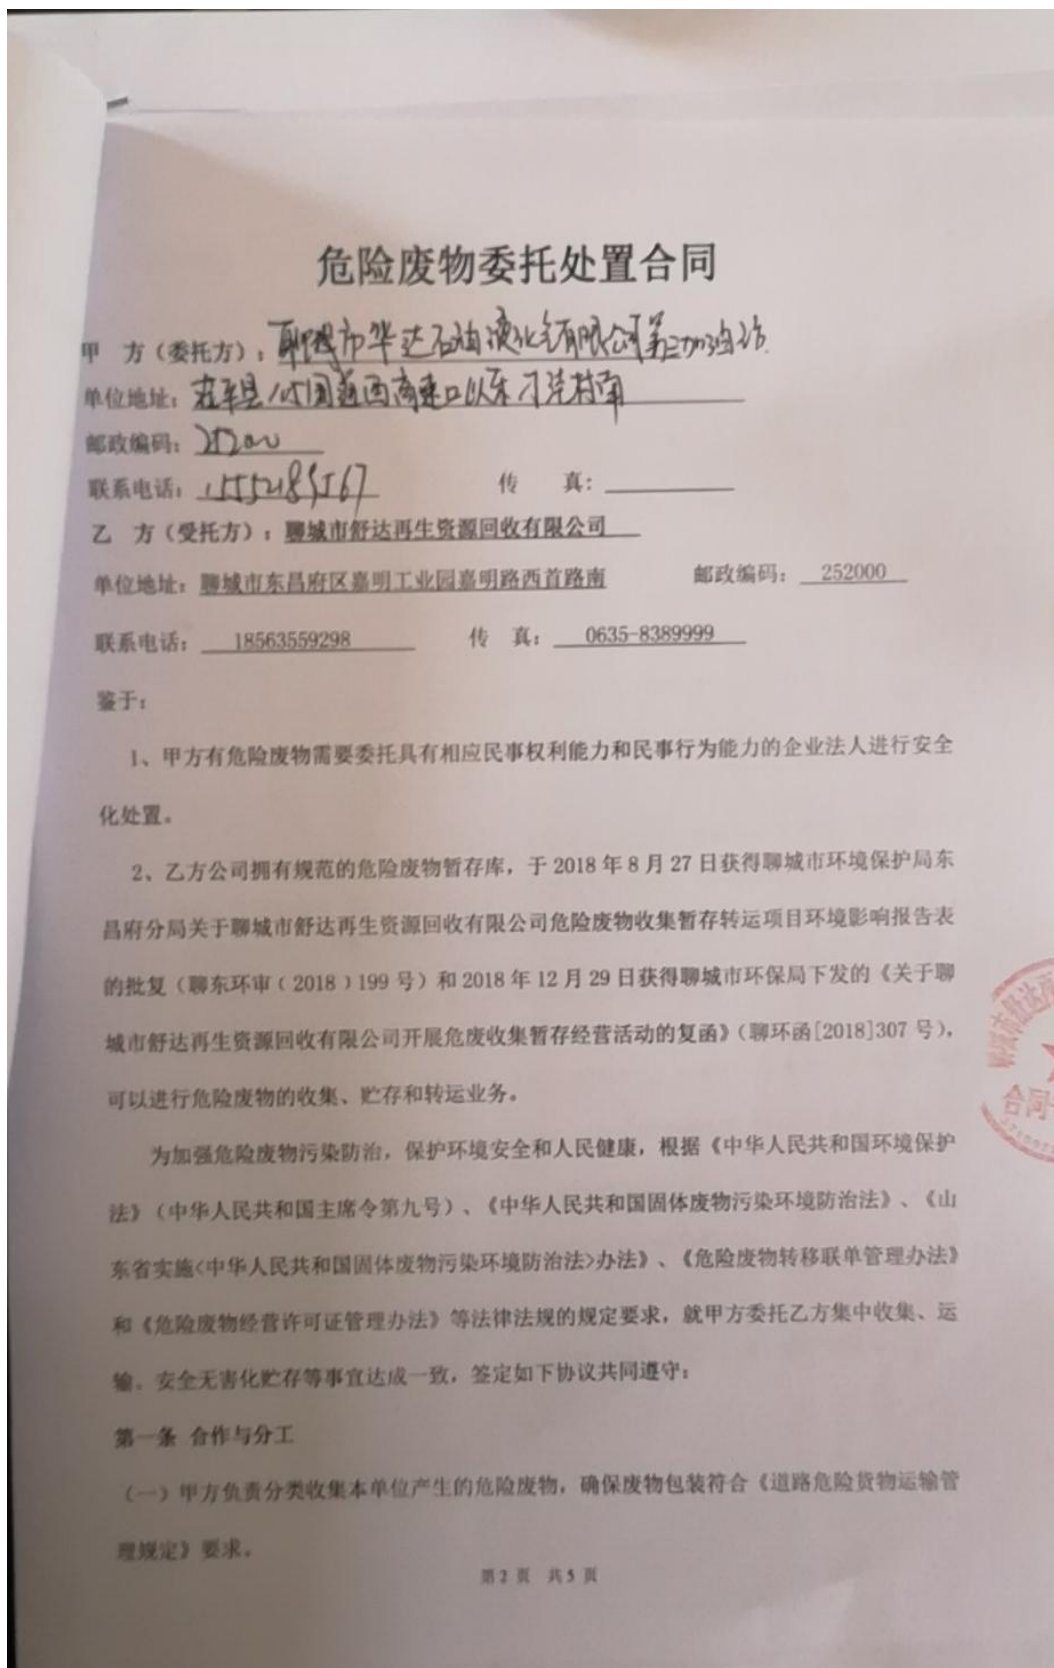 危险废物委托处置合同
甲 方（委托方）：聊城市华达石油液化气有限公司第三加油站
单位地址：茌平县 付国道西高速口以东刁庄村南
邮政编码：252000
联系电话： 传 真：
乙 方（受托方）：聊城市舒达再生资源回收有限公司
单位地址：聊城市东昌府区嘉明工业园嘉明路西首路南 邮政编码：252000
联系电话：18563559298 传 真：0635-8389999
鉴于：
1、甲方有危险废物需要委托具有相应民事权利能力和民事行为能力的企业法人进行安全
化处置。
2、乙方公司拥有规范的危险废物暂存库，于 2018 年 8 月 27 日获得聊城市环境保护局东
昌府分局关于聊城市舒达再生资源回收有限公司危险废物收集暂存转运项目环境影响报告表
的批复（聊东环审﹝2018﹞199 号）和 2018 年 12 月 29 日获得聊城市环保局下发的《关于聊
城市舒达再生资源回收有限公司开展危废收集暂存经营活动的复函》（聊环函[2018]307 号），
可以进行危险废物的收集、贮存和转运业务。
为加强危险废物污染防治，保护环境安全和人民健康，根据《中华人民共和国环境保护
法》（中华人民共和国主席令第九号）、《中华人民共和国固体废物污染环境防治法》、《山
东省实施<中华人民共和国固体废物污染环境防治法>办法》、《危险废物转移联单管理办法》
和《危险废物经营许可证管理办法》等法律法规的规定要求，就甲方委托乙方集中收集、运
输、安全无害化贮存等事宜达成一致，签定如下协议共同遵守：
第一条 合作与分工
（一）甲方负责分类收集本单位产生的危险废物，确保废物包装符合《道路危险货物运输管
理规定》要求。
第 2 页 共 5 页
聊城市舒达再
合同